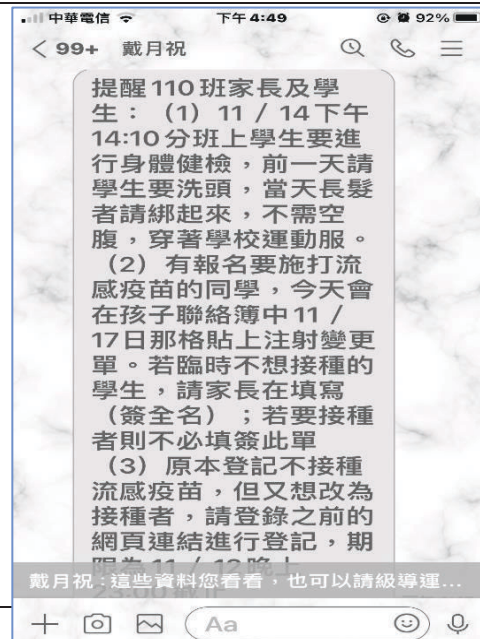 中華電信 下午4:49 92%
99+ 戴月祝
提醒110班家長及學
生：（1）11 / 14下午
14:10分班上學生要進
行身體健檢，前一天請
學生要洗頭，當天長髮
者請綁起來，不需空
腹，穿著學校運動服。
（2）有報名要施打流
感疫苗的同學，今天會
在孩子聯絡簿中11 /
17日那格貼上注射變更
單。若臨時不想接種的
學生，請家長在填寫
（簽全名）；若要接種
者則不必填簽此單
（3）原本登記不接種
流感疫苗，但又想改為
接種者，請登錄之前的
網頁連結進行登記，期
限為11 / 12晚上
戴月祝：這些資料您看看，也可以請級導運...
23:00
Aa